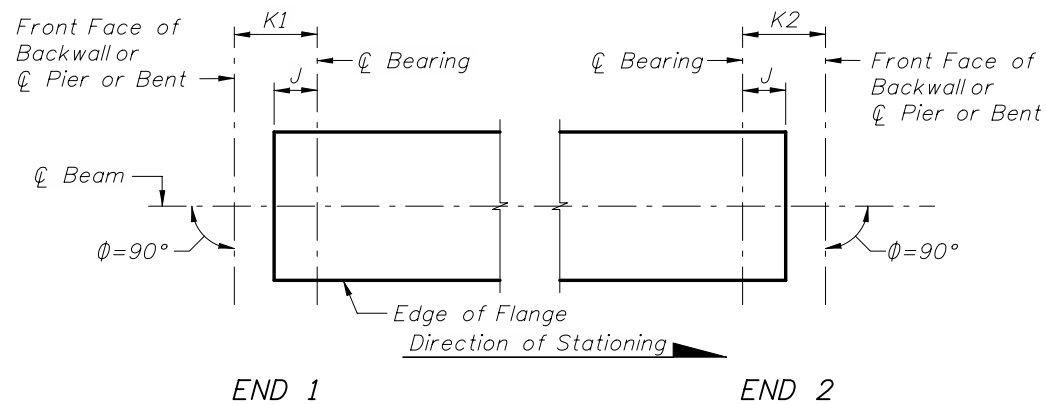 Front Face of
Backwall or
℄ Pier or Bent
K1
J
℄ Bearing
℄ Beam
Φ=90°
Edge of Flange
Direction of Stationing
END 1
K2
J
℄ Bearing
Front Face of
Backwall or
℄ Pier or Bent
Φ=90°
END 2